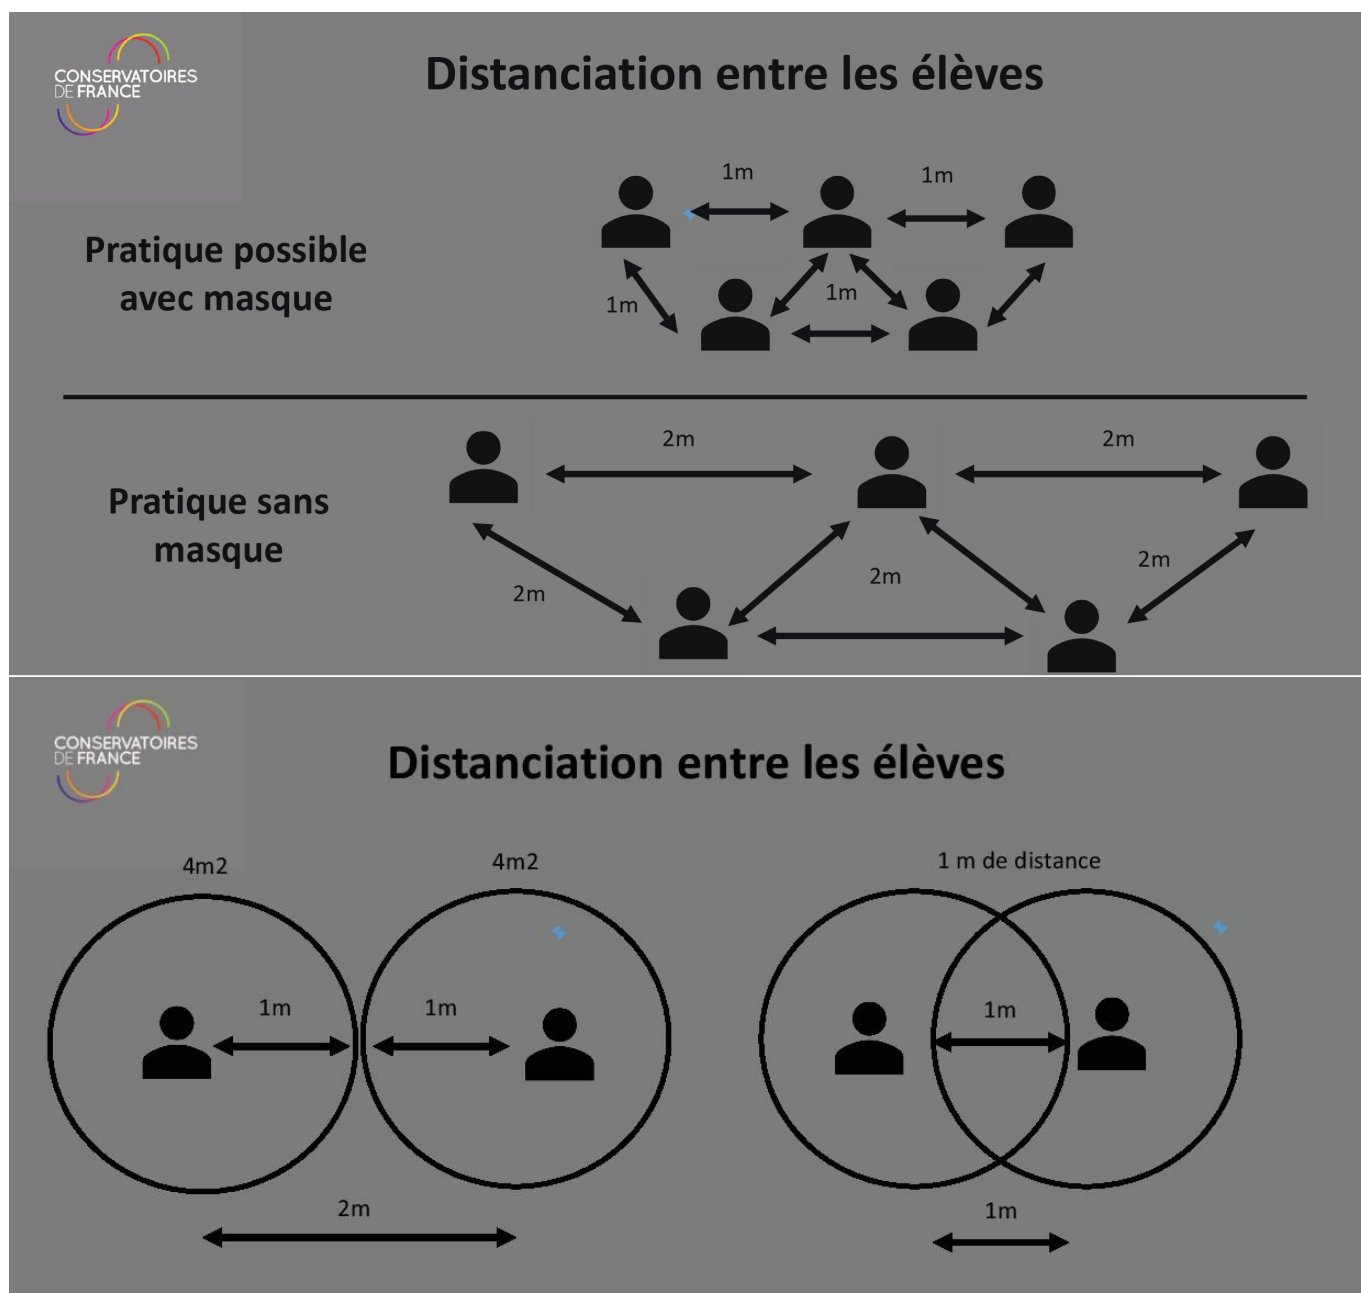 CONSERVATOIRES
DE FRANCE
Distanciation entre les élèves
1m
1m
Pratique possible
avec masque
1m
1m
2m
2m
Pratique sans
masque
2m
2m
2m
CONSERVATOIRES
DE FRANCE
Distanciation entre les élèves
4m2
4m2
1 m de distance
1m
1m
1m
2m
1m